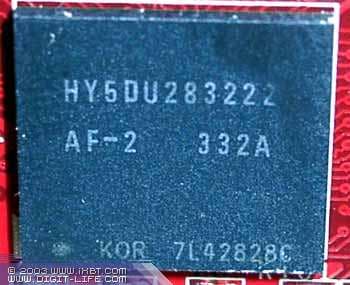 HY5DU283222
AF-2 332A
KOR 7L42828C
© 2003 WWW.IXBT.COM
WWW.DIGIT-LIFE.COM